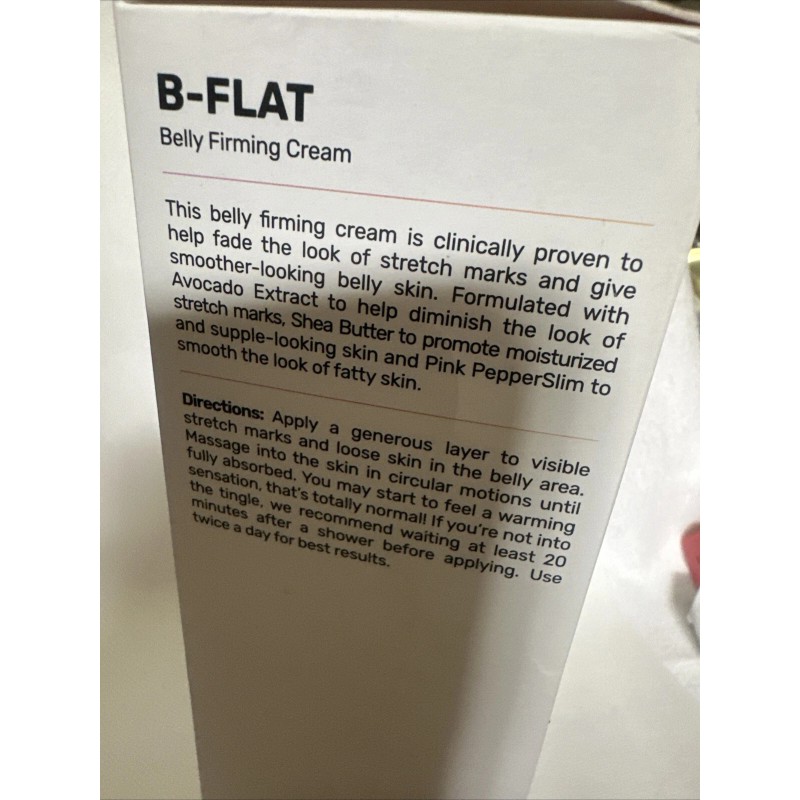 B-FLAT
Belly Firming Cream
This belly firming cream is clinically proven to
help fade the look of stretch marks and give
smoother-looking belly skin. Formulated with
Avocado Extract to help diminish the look of
stretch marks, Shea Butter to promote moisturized
and supple-looking skin and Pink PepperSlim to
smooth the look of fatty skin.
Directions: Apply a generous layer to visible
stretch marks and loose skin in the belly area.
Massage into the skin in circular motions until
fully absorbed. You may start to feel a warming
sensation, that's totally normal! If you're not into
the tingle, we recommend waiting at least 20
minutes after a shower before applying. Use
twice a day for best results.